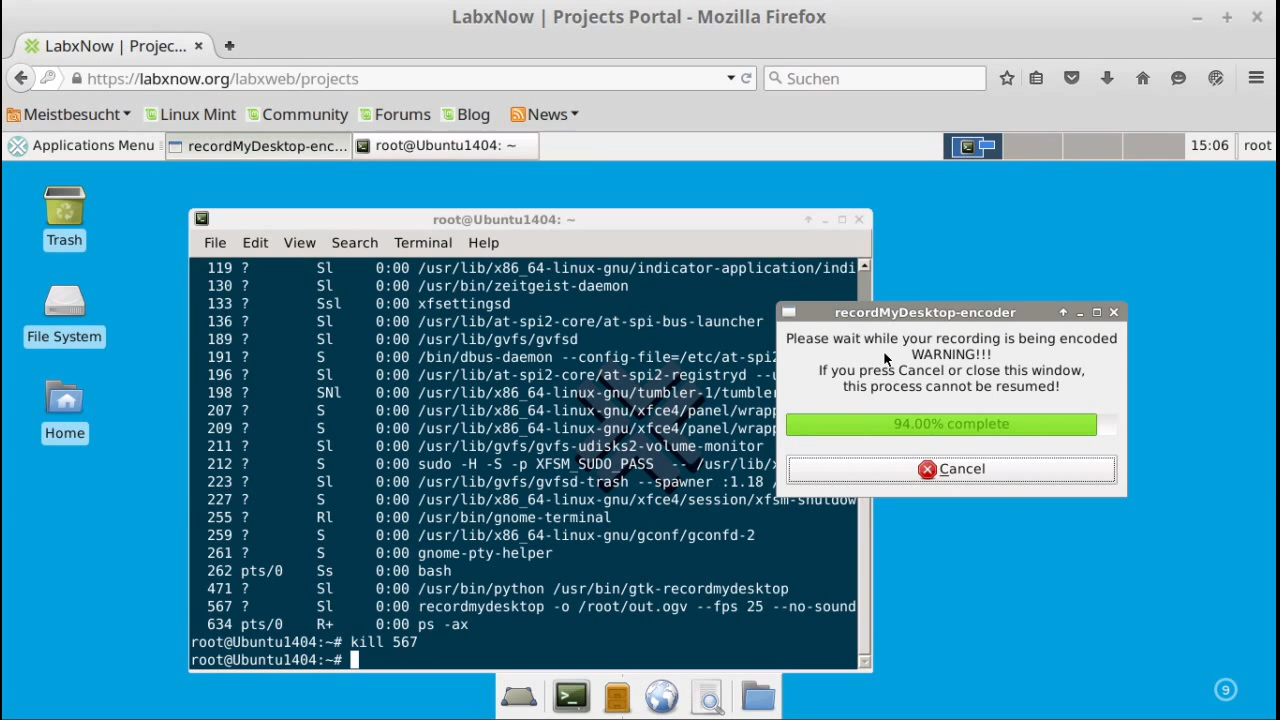 LabxNow | Projects Portal - Mozilla Firefox
LabxNow | Projec...
https://labxnow.org/labxweb/projects
Suchen
Meistbesucht
Linux Mint
Community
Forums
Blog
News
Applications Menu
recordMyDesktop-enc...
root@Ubuntu1404: ~
15:06
root
Trash
File System
Home
root@Ubuntu1404: ~
File Edit View Search Terminal Help
119 ? Sl 0:00 /usr/lib/x86_64-linux-gnu/indicator-application/indi
130 ? Sl 0:00 /usr/bin/zeitgeist-daemon
133 ? Ssl 0:00 xfsettingsd
136 ? Sl 0:00 /usr/lib/at-spi2-core/at-spi-bus-launcher
189 ? Sl 0:00 /usr/lib/gvfs/gvfsd
191 ? S 0:00 /bin/dbus-daemon --config-file=/etc/at-spi2
196 ? Sl 0:00 /usr/lib/at-spi2-core/at-spi2-registryd --u
198 ? SNl 0:00 /usr/lib/x86_64-linux-gnu/tumbler-1/tumbler
207 ? S 0:00 /usr/lib/x86_64-linux-gnu/xfce4/panel/wrapp
209 ? S 0:00 /usr/lib/x86_64-linux-gnu/xfce4/panel/wrapp
211 ? Sl 0:00 /usr/lib/gvfs/gvfs-udisks2-volume-monitor
212 ? S 0:00 sudo -H -S -p XFSM_SUDO_PASS -- /usr/lib/x
223 ? Sl 0:00 /usr/lib/gvfs/gvfsd-trash --spawner :1.18 /
227 ? S 0:00 /usr/lib/x86_64-linux-gnu/xfce4/session/xfsm-shutdow
255 ? Rl 0:00 /usr/bin/gnome-terminal
259 ? S 0:00 /usr/lib/x86_64-linux-gnu/gconf/gconfd-2
261 ? S 0:00 gnome-pty-helper
262 pts/0 Ss 0:00 bash
471 ? Sl 0:00 /usr/bin/python /usr/bin/gtk-recordmydesktop
567 ? Sl 0:00 recordmydesktop -o /root/out.ogv --fps 25 --no-sound
634 pts/0 R+ 0:00 ps -ax
root@Ubuntu1404:~# kill 567
root@Ubuntu1404:~#
recordMyDesktop-encoder
Please wait while your recording is being encoded
WARNING!!!
If you press Cancel or close this window,
this process cannot be resumed!
94.00% complete
Cancel
9